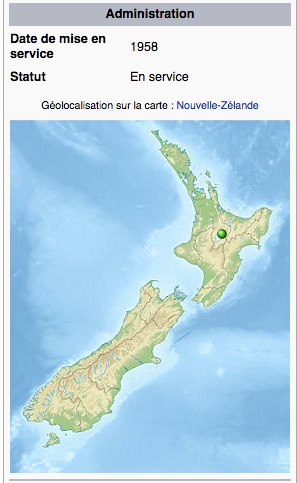 Administration
Date de mise en
service
1958
Statut
En service
Géolocalisation sur la carte : Nouvelle-Zélande